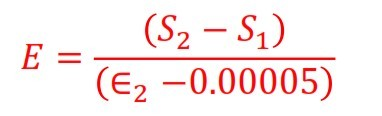 E = (S₂ − S₁) / (∈₂ −0.00005)